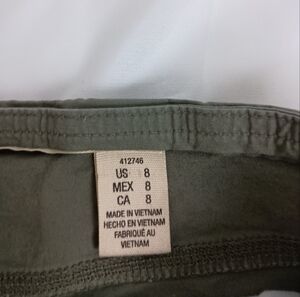 412746
US 8
MEX 8
CA 8
MADE IN VIETNAM
HECHO EN VIETNAM
FABRIQUÉ AU
VIETNAM